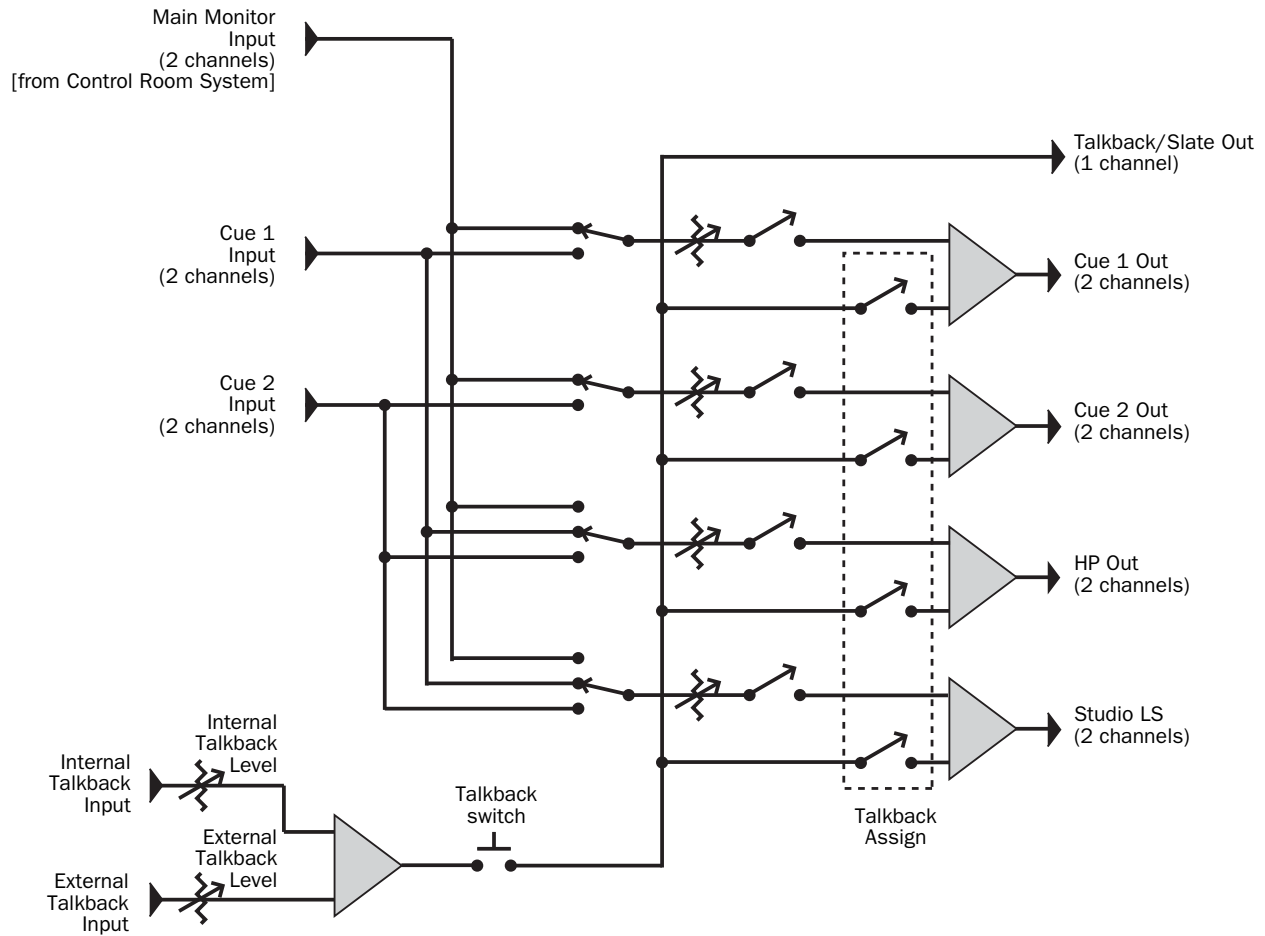 Main Monitor
Input
(2 channels)
[from Control Room System]
Talkback/Slate Out
(1 channel)
Cue 1
Input
(2 channels)
Cue 1 Out
(2 channels)
Cue 2
Input
(2 channels)
Cue 2 Out
(2 channels)
HP Out
(2 channels)
Studio LS
(2 channels)
Internal
Talkback
Level
Internal
Talkback
Input
Talkback
switch
Talkback
Assign
External
Talkback
Level
External
Talkback
Input